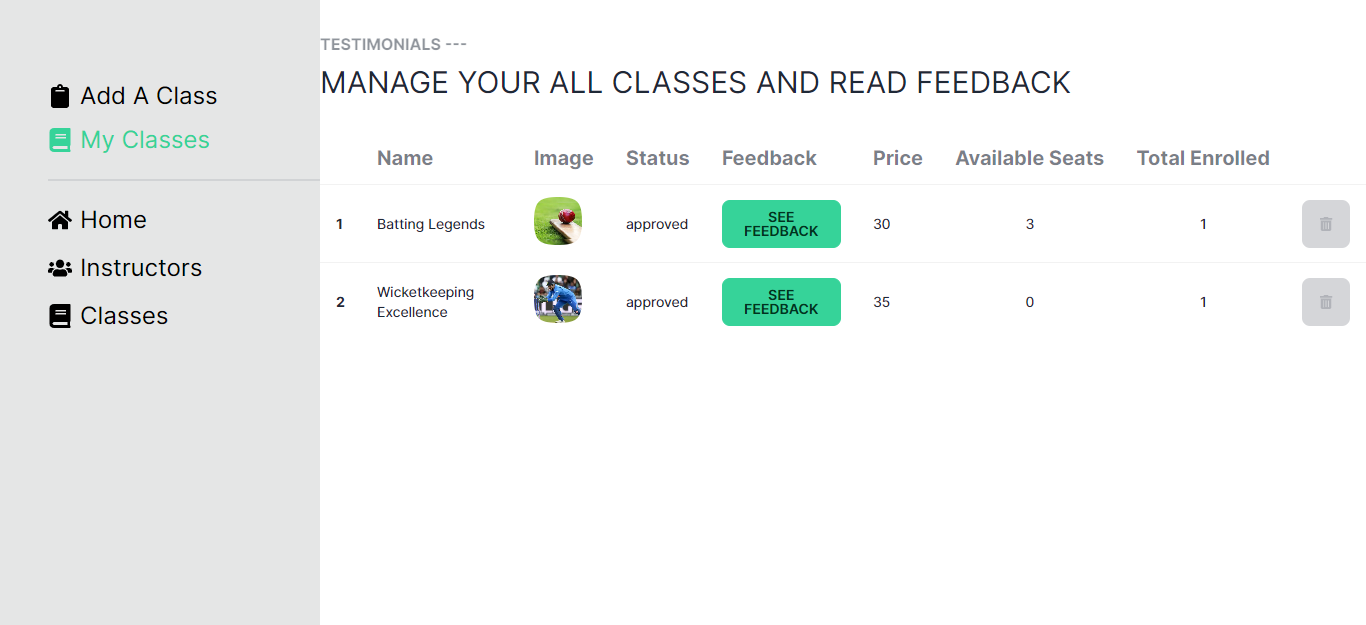 TESTIMONIALS ---
MANAGE YOUR ALL CLASSES AND READ FEEDBACK
Add A Class
My Classes
Home
Instructors
Classes
Name Image Status Feedback Price Available Seats Total Enrolled
1 Batting Legends approved SEE FEEDBACK 30 3 1
2 Wicketkeeping Excellence approved SEE FEEDBACK 35 0 1